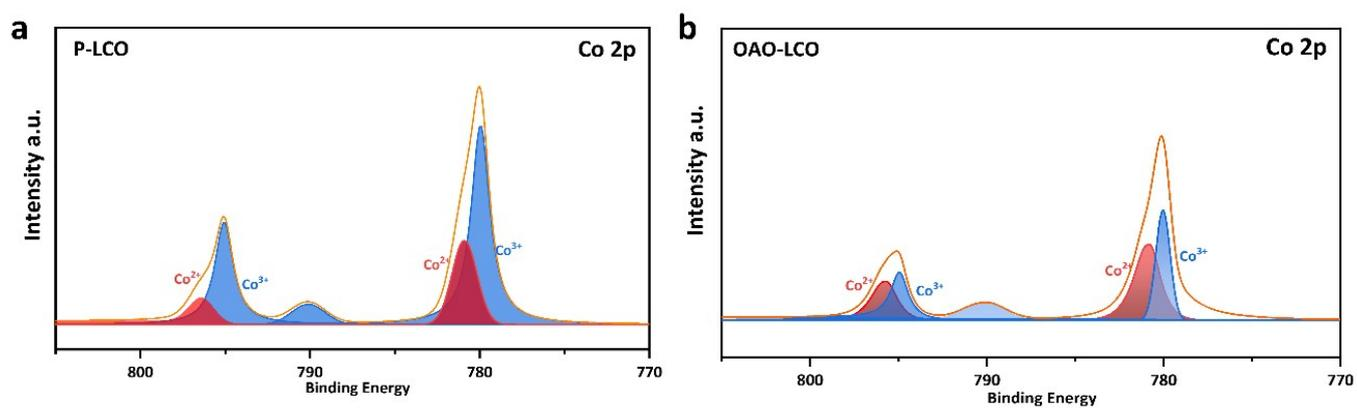 a
P-LCO
Co 2p
Intensity a.u.
Co²⁺
Co³⁺
Co²⁺
Co³⁺
800
790
780
770
Binding Energy
b
OAO-LCO
Co 2p
Intensity a.u.
Co²⁺
Co³⁺
Co²⁺
Co³⁺
800
790
780
770
Binding Energy